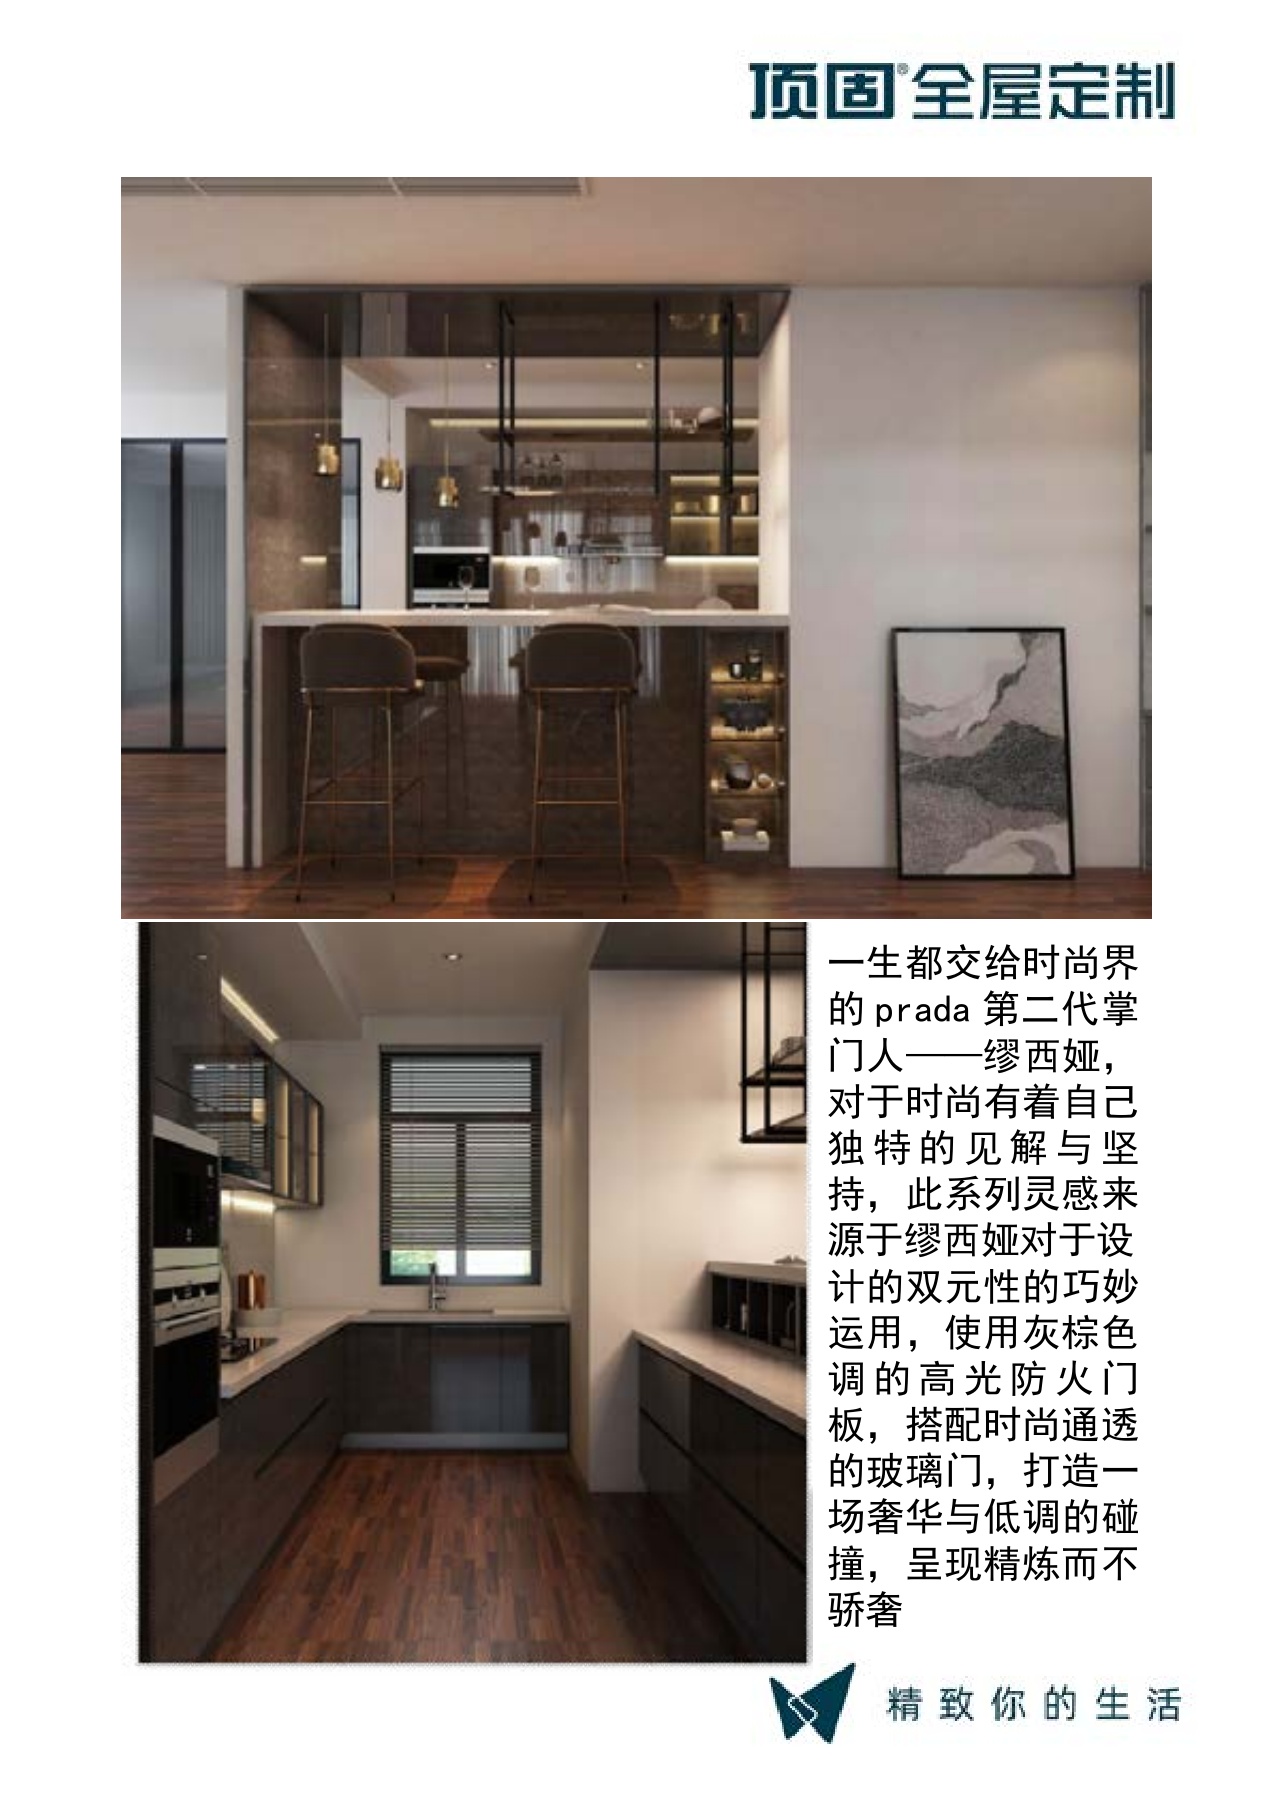 顶固®全屋定制
一生都交给时尚界
的prada第二代掌
门人——缪西娅，
对于时尚有着自己
独特的见解与坚
持，此系列灵感来
源于缪西娅对于设
计的双元性的巧妙
运用，使用灰棕色
调的高光防火门
板，搭配时尚通透
的玻璃门，打造一
场奢华与低调的碰
撞，呈现精炼而不
骄奢
精致你的生活